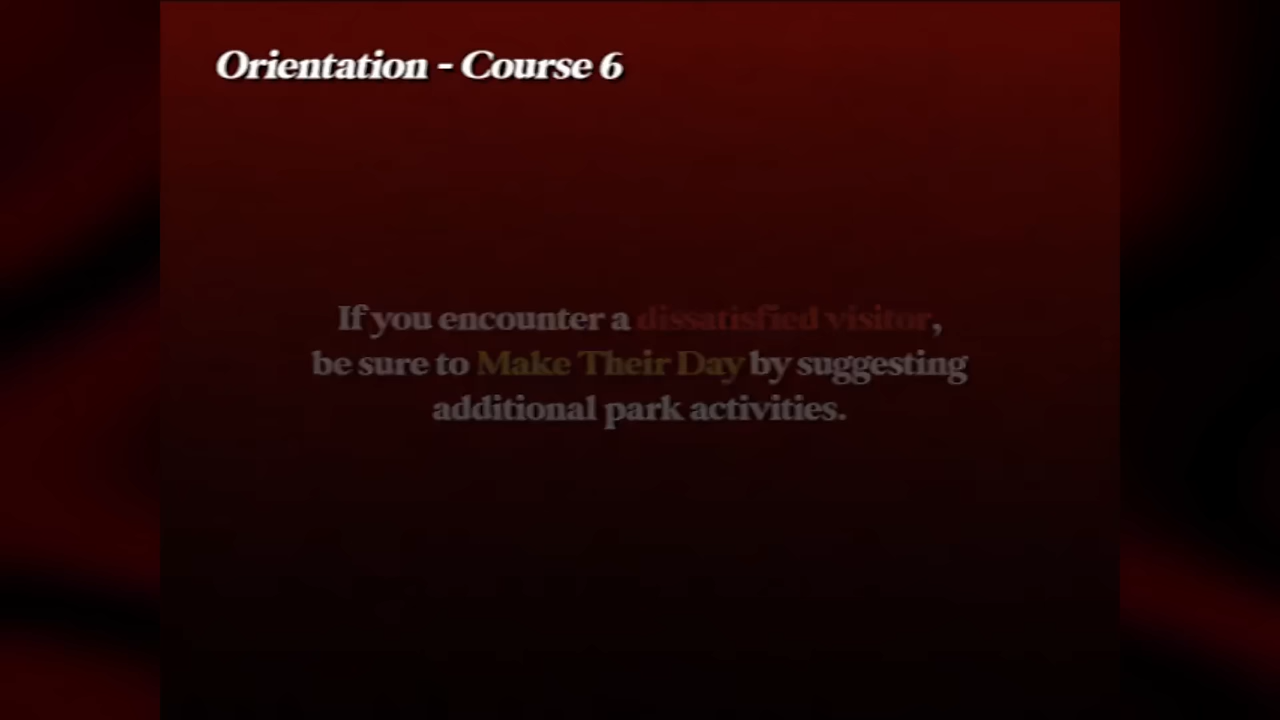 Orientation - Course 6
If you encounter a dissatisfied visitor,
be sure to Make Their Day by suggesting
additional park activities.